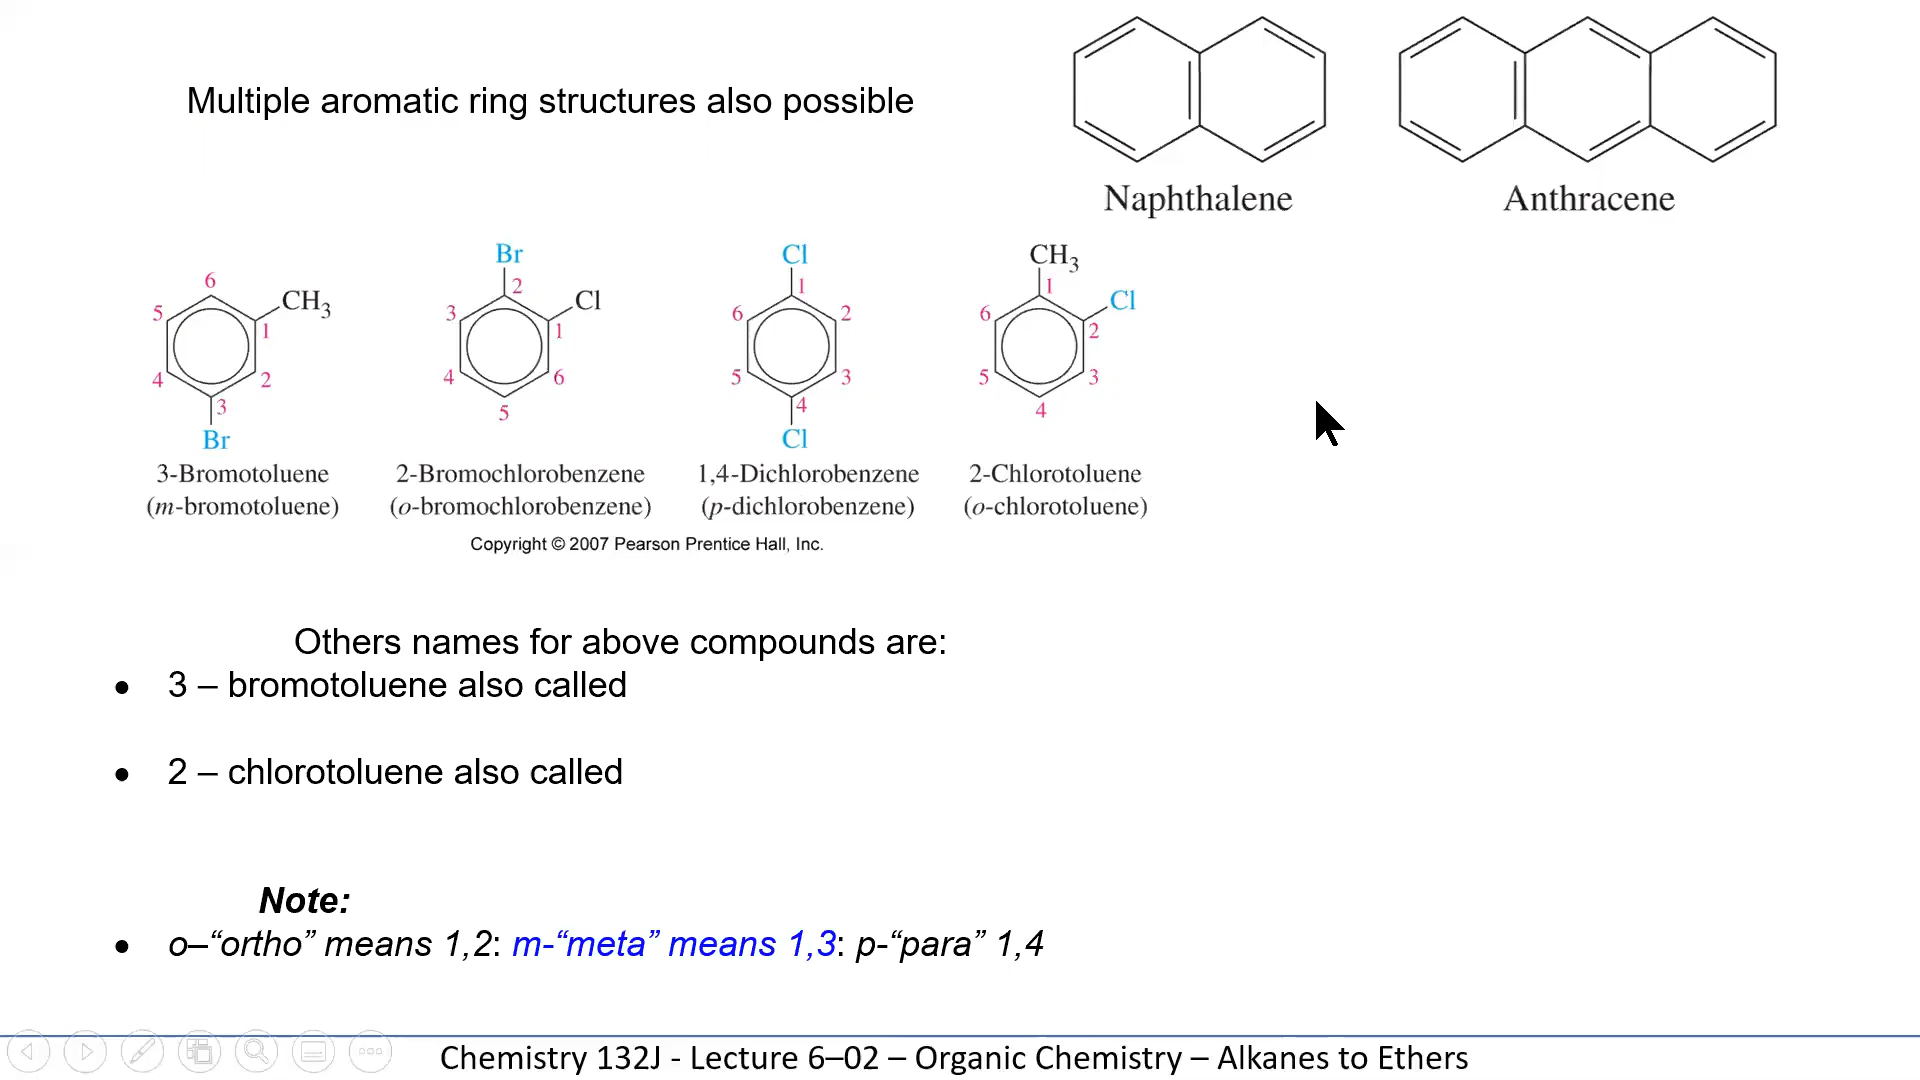 Multiple aromatic ring structures also possible
Naphthalene
Anthracene
6
5
CH3
1
4
2
3
Br
Br
2
Cl
3
1
4
6
5
Cl
1
6
2
5
3
4
Cl
CH3
1
Cl
6
2
5
3
4
3-Bromotoluene
(m-bromotoluene)
2-Bromochlorobenzene
(o-bromochlorobenzene)
1,4-Dichlorobenzene
(p-dichlorobenzene)
2-Chlorotoluene
(o-chlorotoluene)
Copyright © 2007 Pearson Prentice Hall, Inc.
Others names for above compounds are:
• 3 – bromotoluene also called
• 2 – chlorotoluene also called
Note:
• o–“ortho” means 1,2: m-“meta” means 1,3: p-“para” 1,4
Chemistry 132J - Lecture 6–02 – Organic Chemistry – Alkanes to Ethers